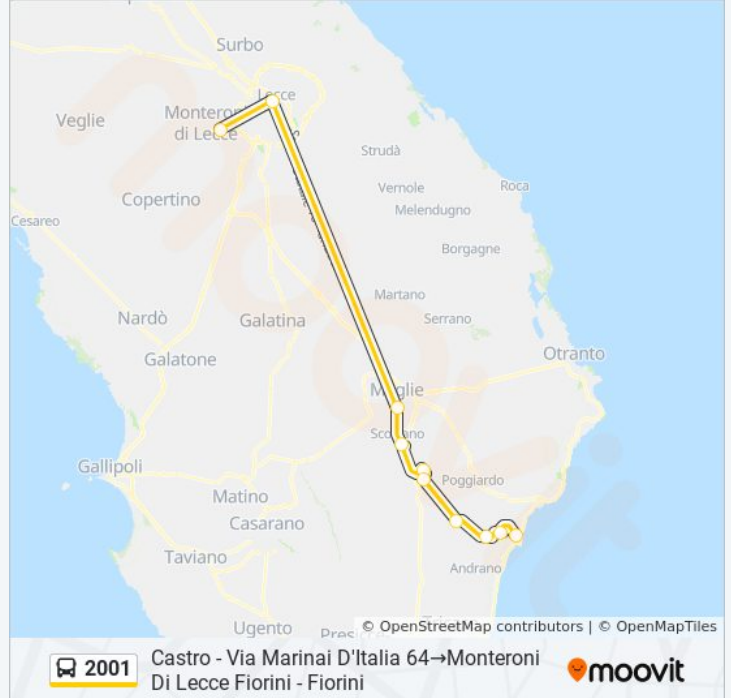 Surbo
Lecce
Veglie
Monteroni
di Lecce
Strudà
Vernole
Roca
Copertino
Melendugno
Cesareo
Borgagne
Martano
Nardò
Galatina
Serrano
Galatone
Otranto
Maglie
Scorrano
Gallipoli
Poggiardo
Matino
Casarano
Taviano
Andrano
Ugento
© OpenStreetMap contributors | © OpenMapTiles
2001
Castro - Via Marinai D'Italia 64→Monteroni
Di Lecce Fiorini - Fiorini
moovit